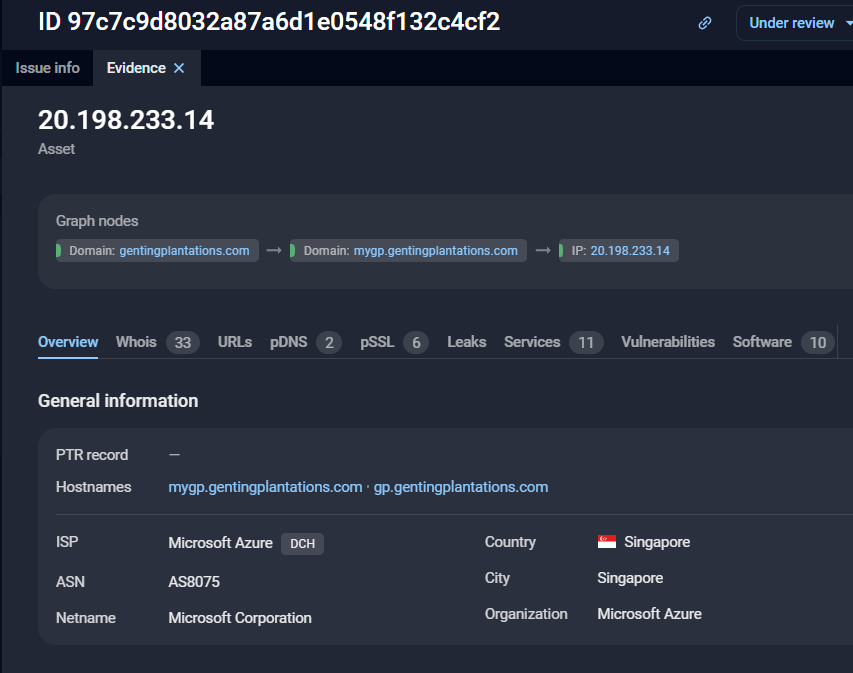 ID 97c7c9d8032a87a6d1e0548f132c4cf2
Under review
Issue info
Evidence ×
20.198.233.14
Asset
Graph nodes
Domain: gentingplantations.com → Domain: mygp.gentingplantations.com → IP: 20.198.233.14
Overview Whois 33 URLs pDNS 2 pSSL 6 Leaks Services 11 Vulnerabilities Software 10
General information
PTR record —
Hostnames mygp.gentingplantations.com · gp.gentingplantations.com
ISP Microsoft Azure DCH Country Singapore
ASN AS8075 City Singapore
Netname Microsoft Corporation Organization Microsoft Azure